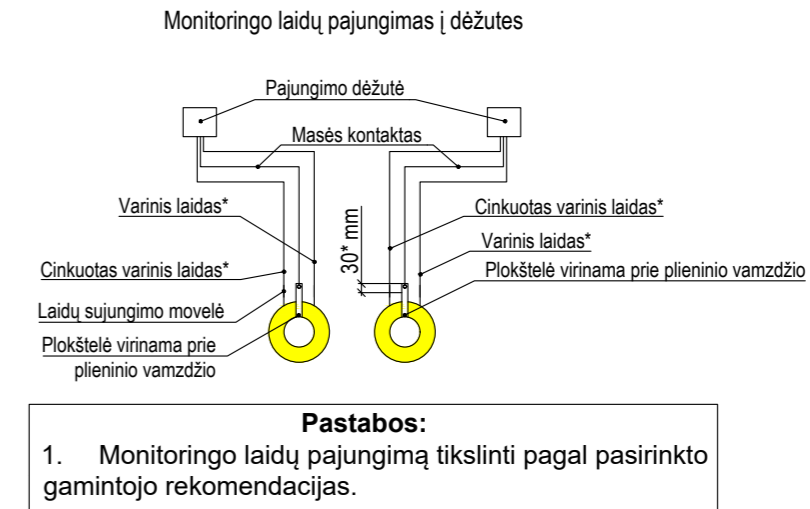 Monitoringo laidų pajungimas į dėžutes
Pajungimo dėžutė
Masės kontaktas
Varinis laidas*
Cinkuotas varinis laidas*
Laidų sujungimo movelė
Plokštelė virinama prie
plieninio vamzdžio
30* mm
Cinkuotas varinis laidas*
Varinis laidas*
Plokštelė virinama prie plieninio vamzdžio
Pastabos:
1. Monitoringo laidų pajungimą tikslinti pagal pasirinkto
gamintojo rekomendacijas.